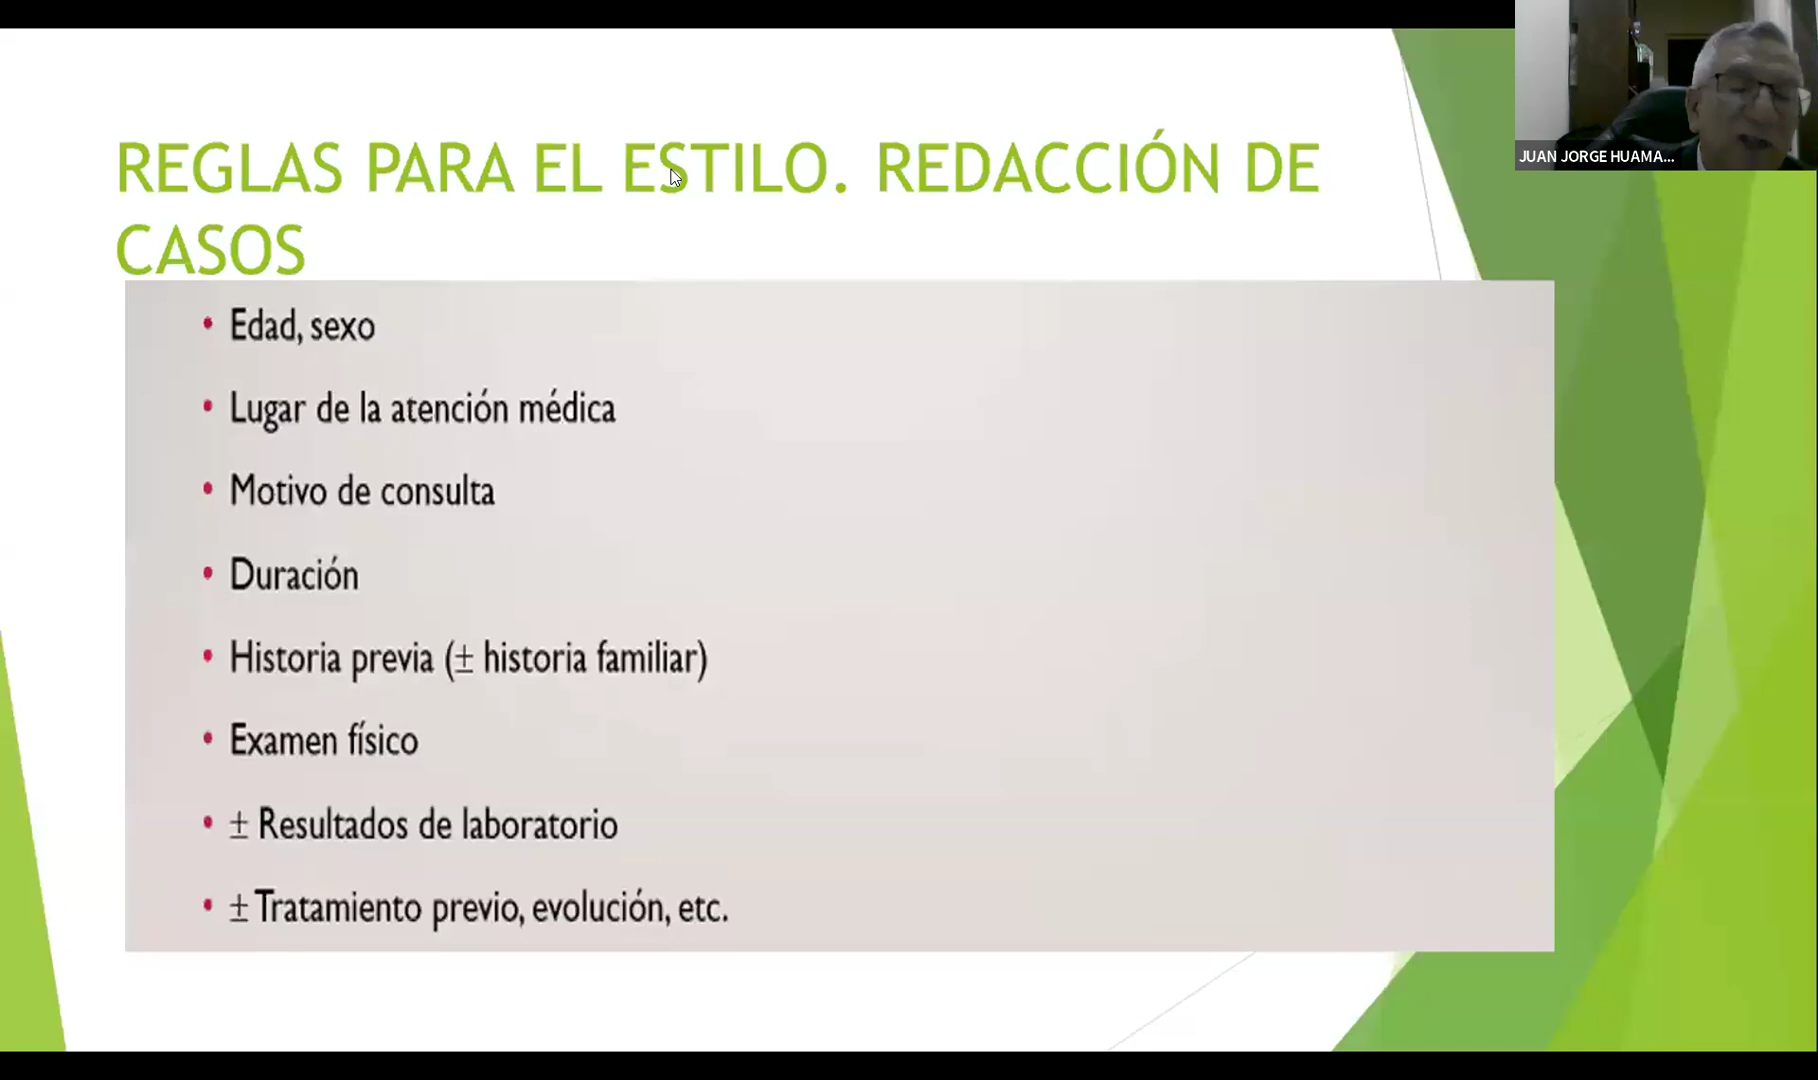 REGLAS PARA EL ESTILO. REDACCIÓN DE
CASOS
• Edad, sexo
• Lugar de la atención médica
• Motivo de consulta
• Duración
• Historia previa (± historia familiar)
• Examen físico
• ± Resultados de laboratorio
• ± Tratamiento previo, evolución, etc.
JUAN JORGE HUAMA...